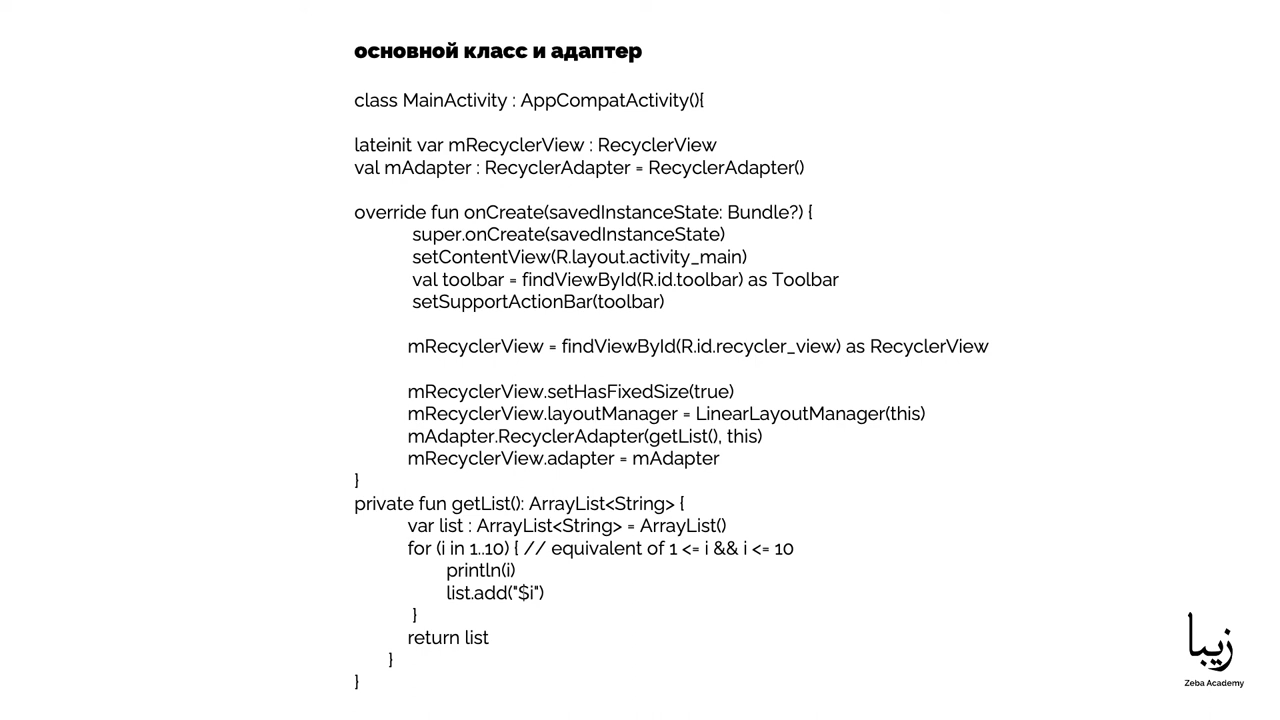 основной класс и адаптер
class MainActivity : AppCompatActivity(){
lateinit var mRecyclerView : RecyclerView
val mAdapter : RecyclerAdapter = RecyclerAdapter()
override fun onCreate(savedInstanceState: Bundle?) {
super.onCreate(savedInstanceState)
setContentView(R.layout.activity_main)
val toolbar = findViewById(R.id.toolbar) as Toolbar
setSupportActionBar(toolbar)
mRecyclerView = findViewById(R.id.recycler_view) as RecyclerView
mRecyclerView.setHasFixedSize(true)
mRecyclerView.layoutManager = LinearLayoutManager(this)
mAdapter.RecyclerAdapter(getList(), this)
mRecyclerView.adapter = mAdapter
}
private fun getList(): ArrayList<String> {
var list : ArrayList<String> = ArrayList()
for (i in 1..10) { // equivalent of 1 <= i && i <= 10
println(i)
list.add("$i")
}
return list
}
}
زیبا
Zeba Academy